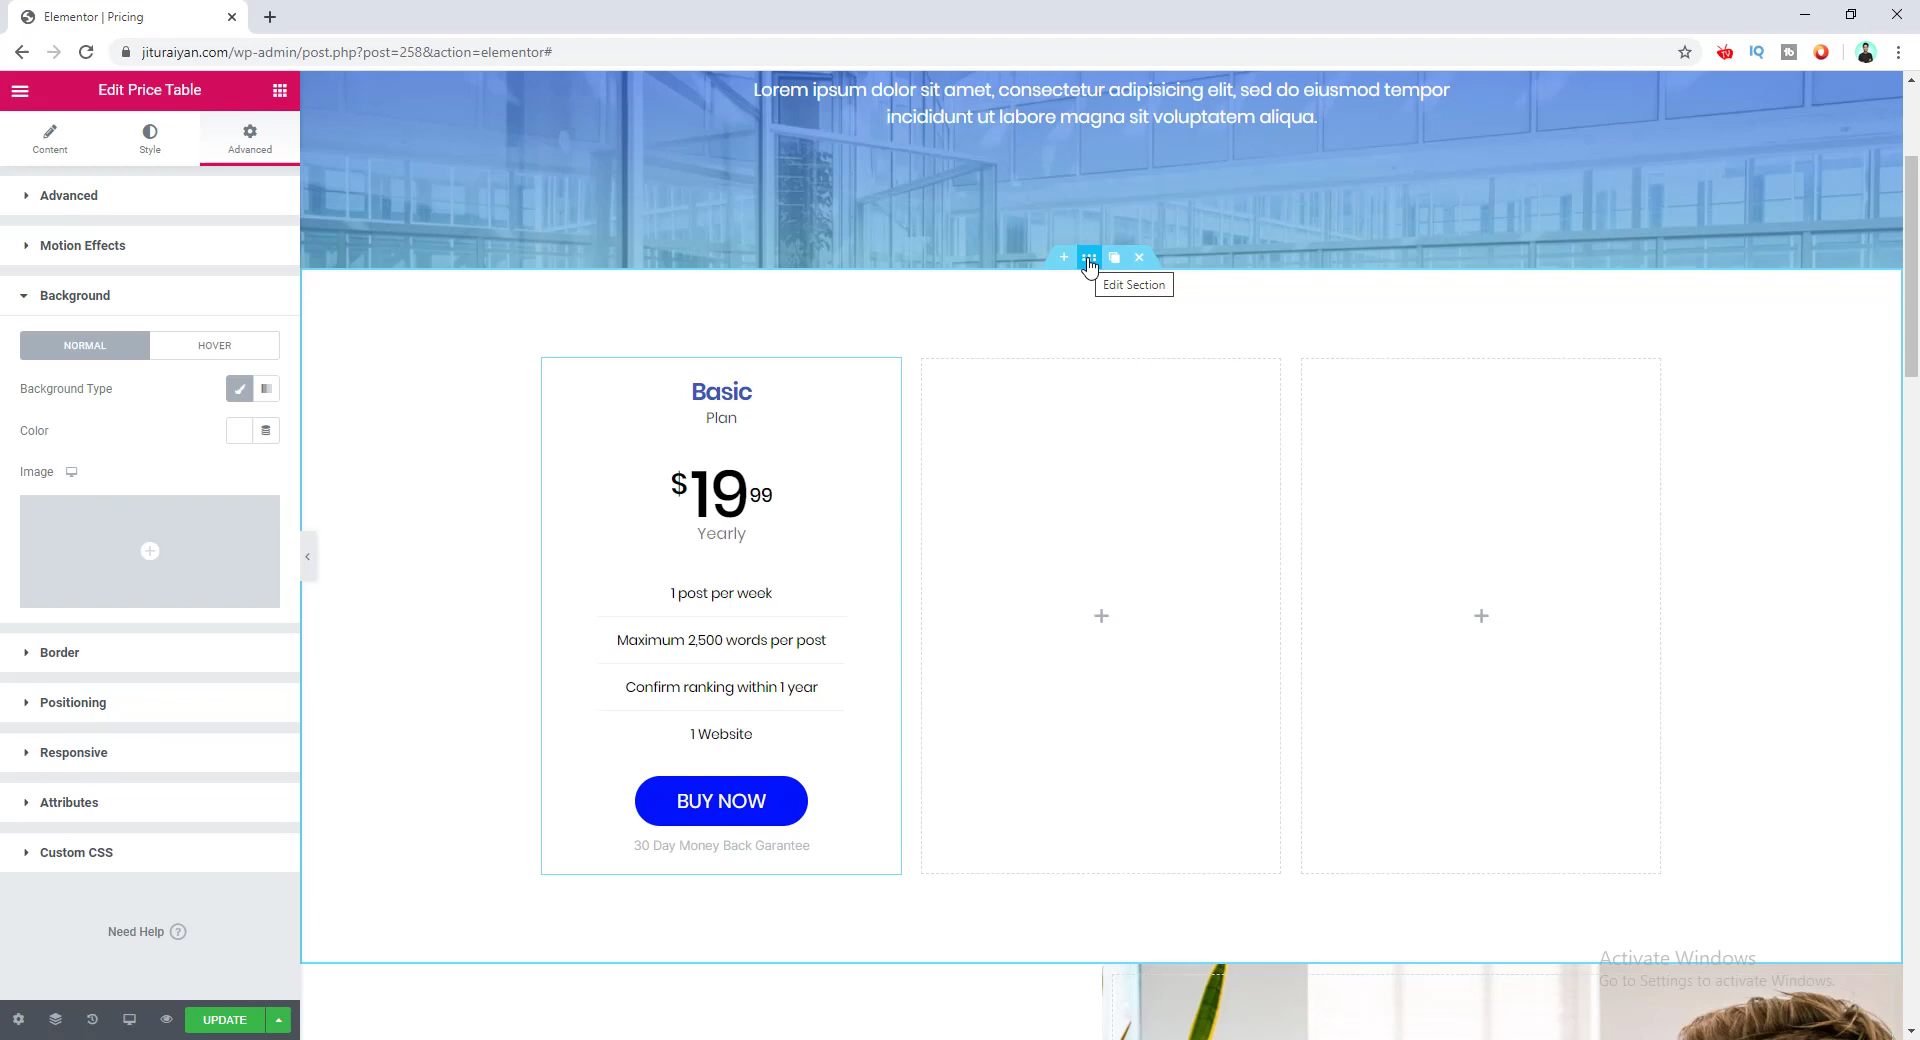 Elementor | Pricing
jituraiyan.com/wp-admin/post.php?post=258&action=elementor#
Edit Price Table
Content
Style
Advanced
Advanced
Motion Effects
Background
NORMAL
HOVER
Background Type
Color
Image
Border
Positioning
Responsive
Attributes
Custom CSS
Need Help ?
UPDATE
Lorem ipsum dolor sit amet, consectetur adipisicing elit, sed do eiusmod tempor
incididunt ut labore magna sit voluptatem aliqua.
Edit Section
Basic
Plan
$19 99
Yearly
1 post per week
Maximum 2,500 words per post
Confirm ranking within 1 year
1 Website
BUY NOW
30 Day Money Back Garantee
Activate Windows
Go to Settings to activate Windows.